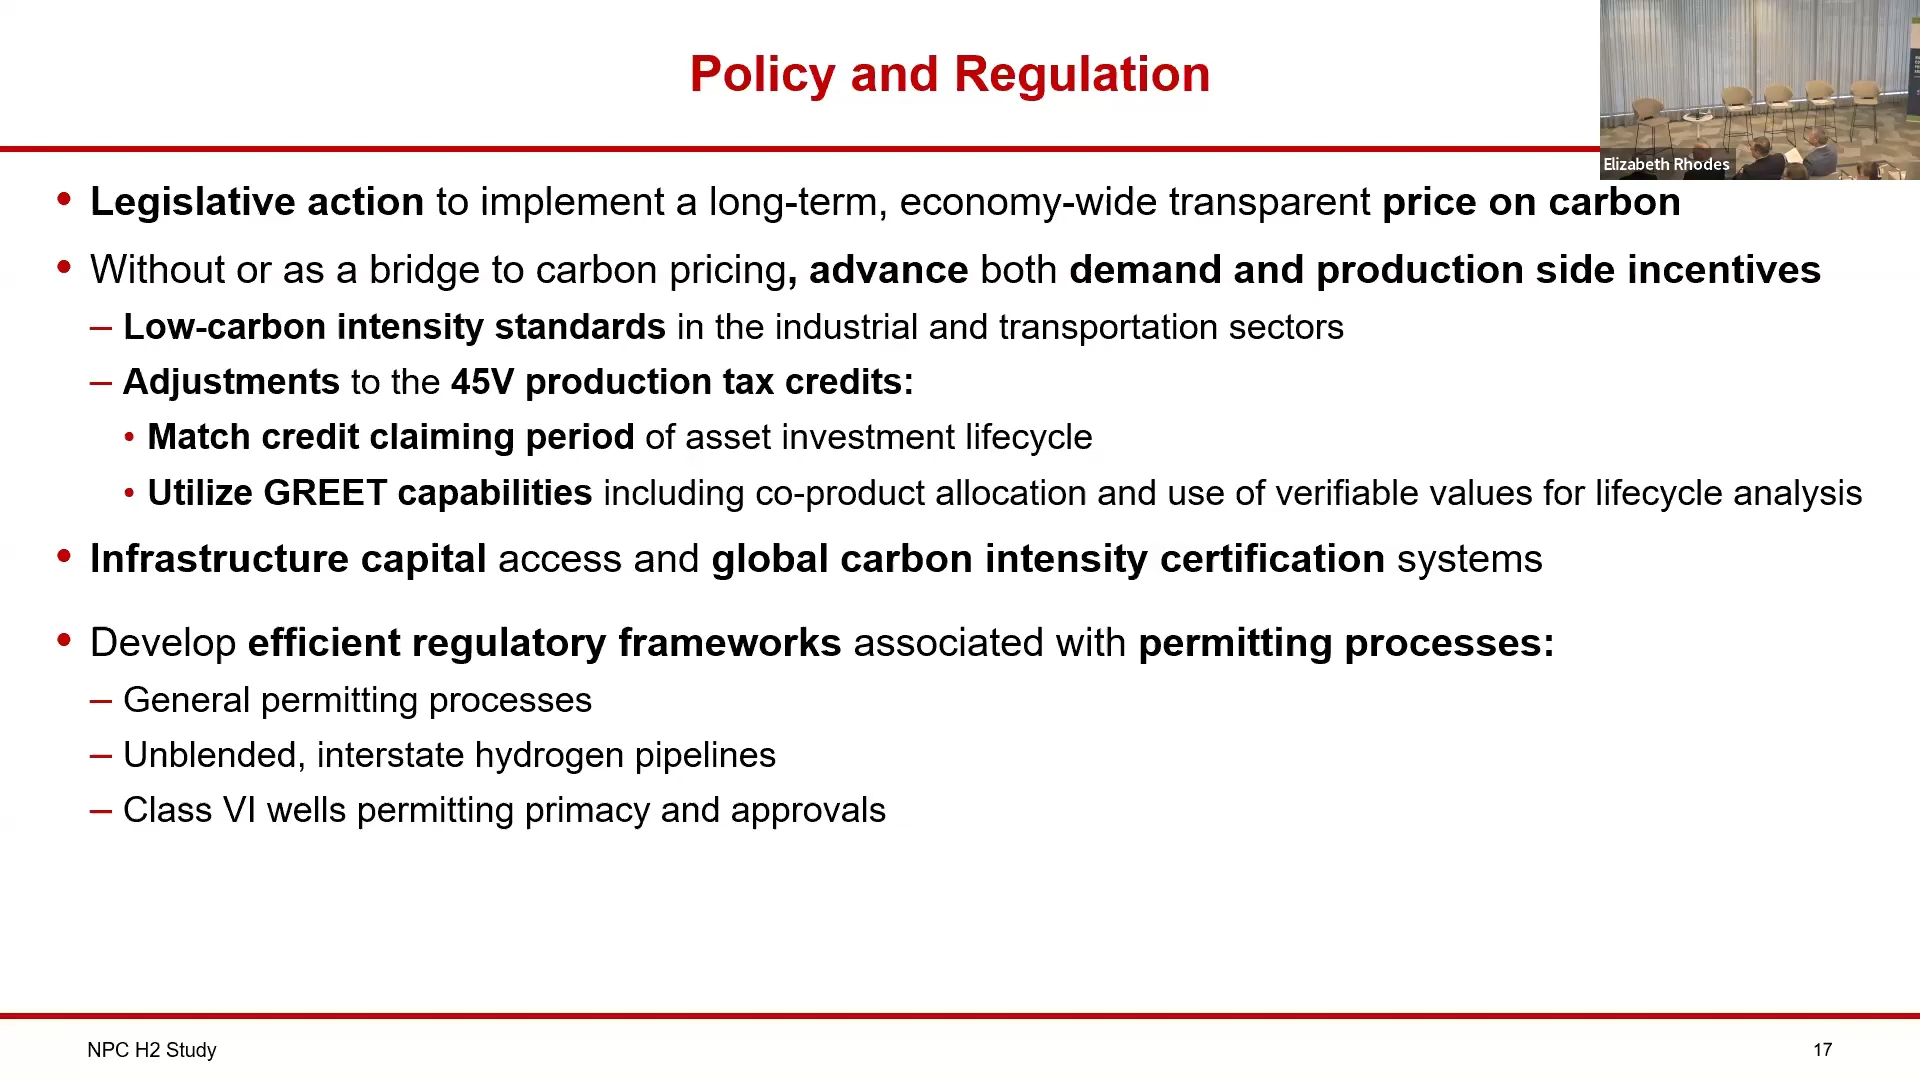 Policy and Regulation
Elizabeth Rhodes
• Legislative action to implement a long-term, economy-wide transparent price on carbon
• Without or as a bridge to carbon pricing, advance both demand and production side incentives
– Low-carbon intensity standards in the industrial and transportation sectors
– Adjustments to the 45V production tax credits:
• Match credit claiming period of asset investment lifecycle
• Utilize GREET capabilities including co-product allocation and use of verifiable values for lifecycle analysis
• Infrastructure capital access and global carbon intensity certification systems
• Develop efficient regulatory frameworks associated with permitting processes:
– General permitting processes
– Unblended, interstate hydrogen pipelines
– Class VI wells permitting primacy and approvals
NPC H2 Study
17